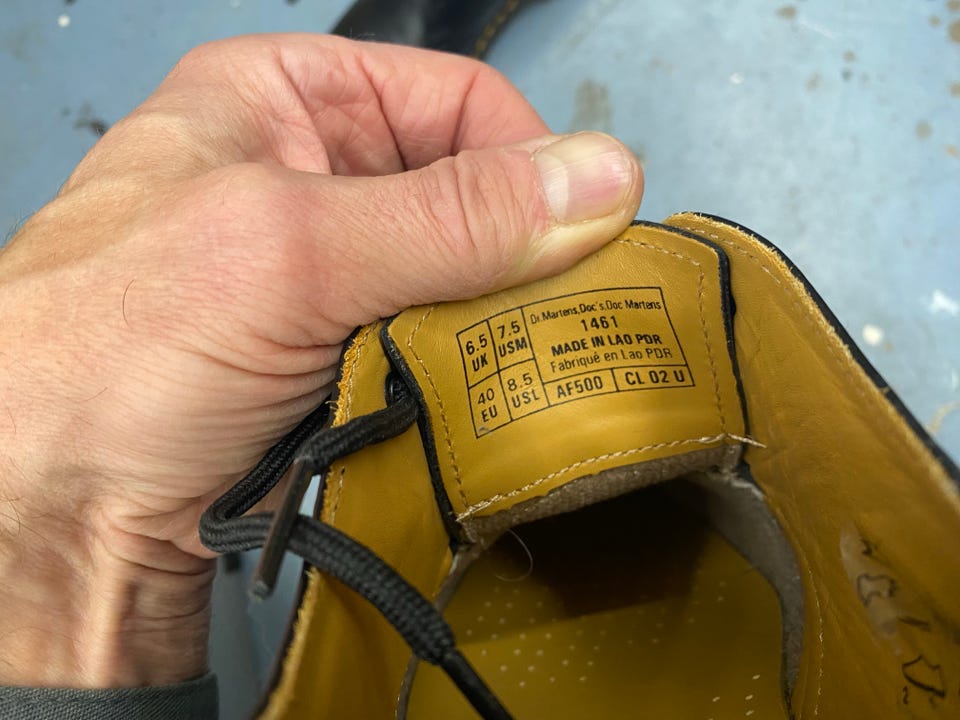 6.5 UK
7.5 USM
40 EU
8.5 USL
Dr.Martens,Doc's,Doc Martens
1461
MADE IN LAO PDR
Fabriqué en Lao PDR
AF500
CL 02 U